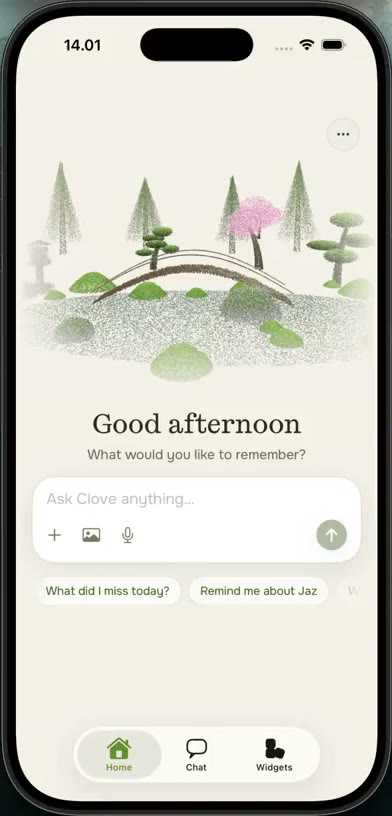 14.01
Good afternoon
What would you like to remember?
Ask Clove anything...
What did I miss today?
Remind me about Jaz
Home
Chat
Widgets